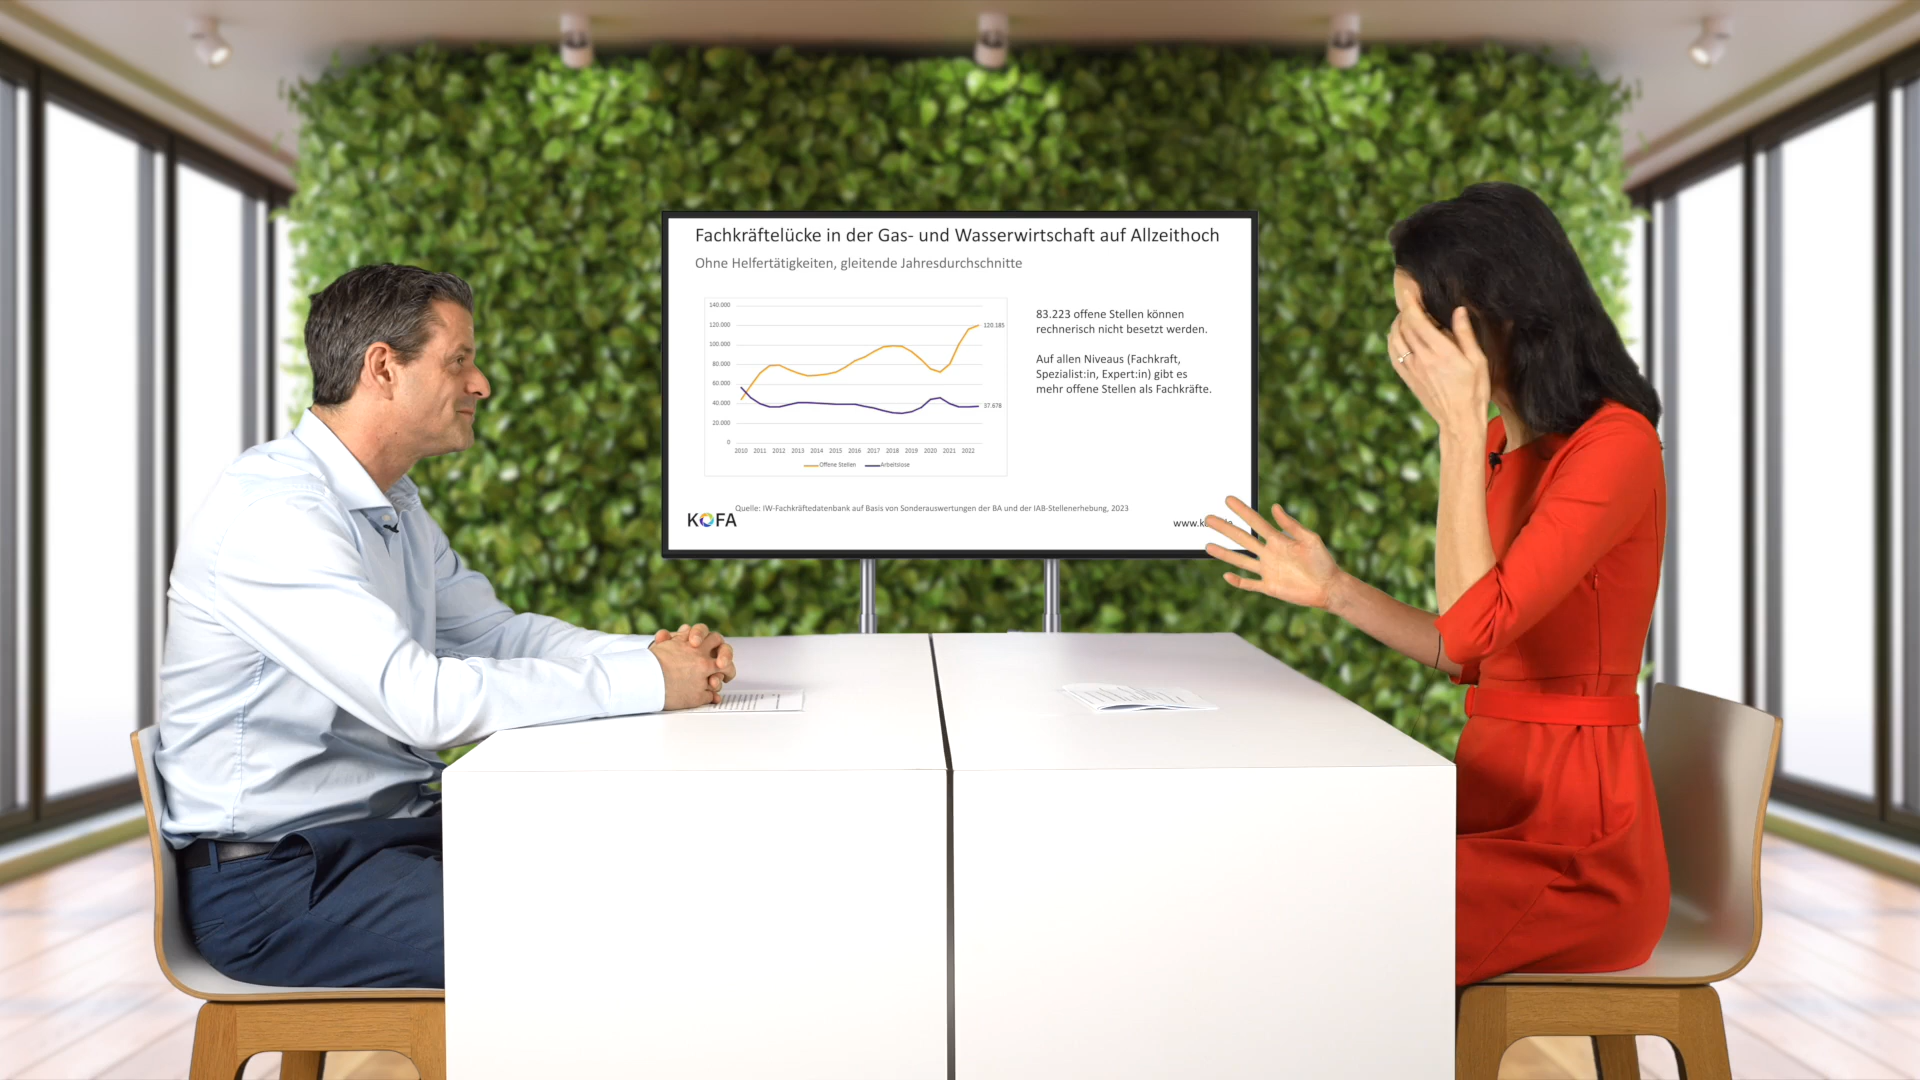 Fachkräftelücke in der Gas- und Wasserwirtschaft auf Allzeithoch
Ohne Helfertätigkeiten, gleitende Jahresdurchschnitte
140.000
120.000
100.000
80.000
60.000
40.000
20.000
0
120.185
37.678
2010 2011 2012 2013 2014 2015 2016 2017 2018 2019 2020 2021 2022
Offene Stellen Arbeitslose
83.223 offene Stellen können
rechnerisch nicht besetzt werden.
Auf allen Niveaus (Fachkraft,
Spezialist:in, Expert:in) gibt es
mehr offene Stellen als Fachkräfte.
Quelle: IW-Fachkräftedatenbank auf Basis von Sonderauswertungen der BA und der IAB-Stellenerhebung, 2023
KOFA